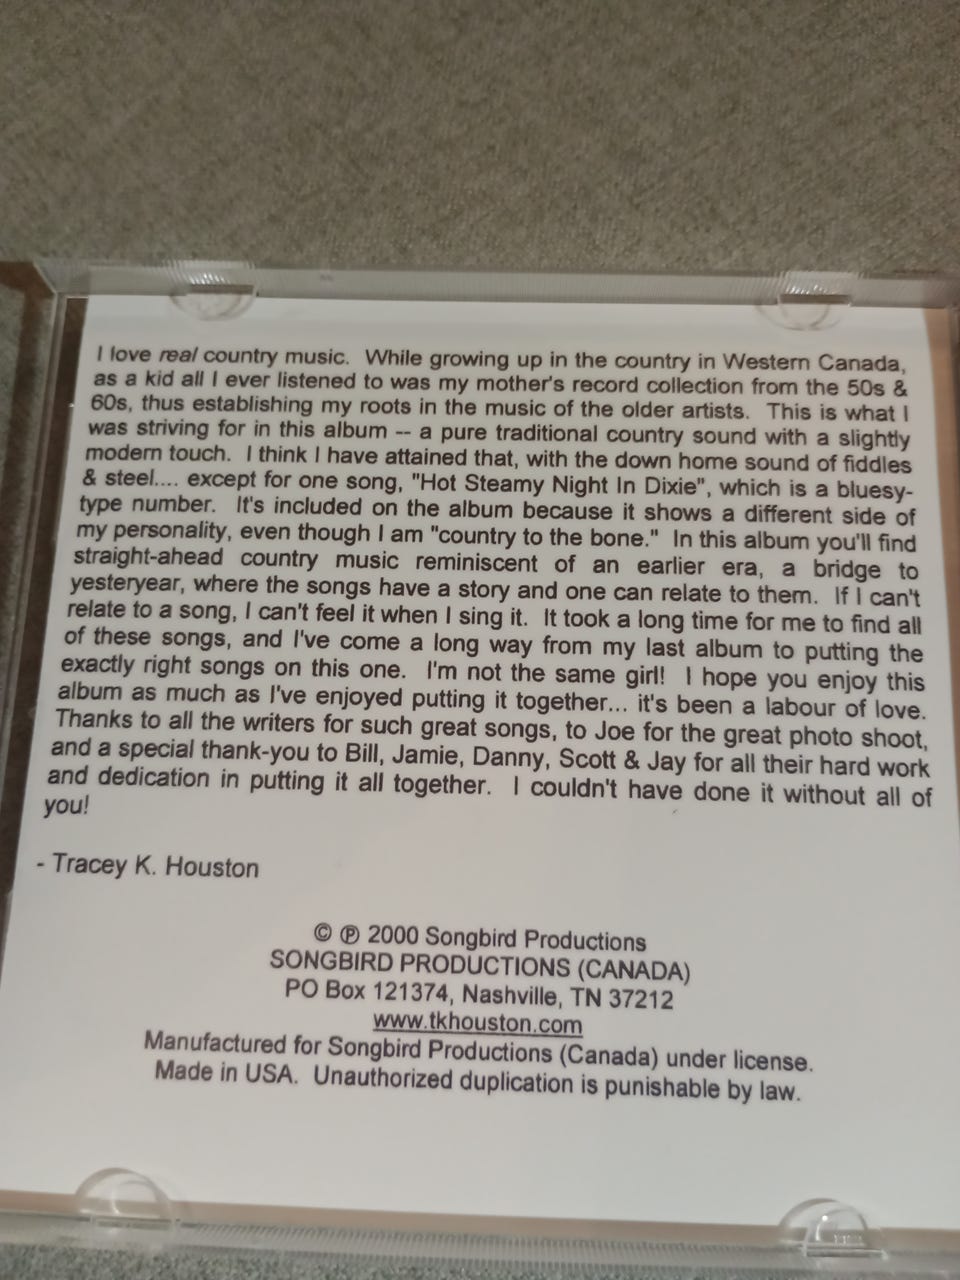 I love real country music. While growing up in the country in Western Canada,
as a kid all I ever listened to was my mother's record collection from the 50s &
60s, thus establishing my roots in the music of the older artists. This is what I
was striving for in this album -- a pure traditional country sound with a slightly
modern touch. I think I have attained that, with the down home sound of fiddles
& steel.... except for one song, "Hot Steamy Night In Dixie", which is a bluesy-
type number. It's included on the album because it shows a different side of
my personality, even though I am "country to the bone." In this album you'll find
straight-ahead country music reminiscent of an earlier era, a bridge to
yesteryear, where the songs have a story and one can relate to them. If I can't
relate to a song, I can't feel it when I sing it. It took a long time for me to find all
of these songs, and I've come a long way from my last album to putting the
exactly right songs on this one. I'm not the same girl! I hope you enjoy this
album as much as I've enjoyed putting it together... it's been a labour of love.
Thanks to all the writers for such great songs, to Joe for the great photo shoot,
and a special thank-you to Bill, Jamie, Danny, Scott & Jay for all their hard work
and dedication in putting it all together. I couldn't have done it without all of
you!
- Tracey K. Houston
© ℗ 2000 Songbird Productions
SONGBIRD PRODUCTIONS (CANADA)
PO Box 121374, Nashville, TN 37212
www.tkhouston.com
Manufactured for Songbird Productions (Canada) under license.
Made in USA. Unauthorized duplication is punishable by law.